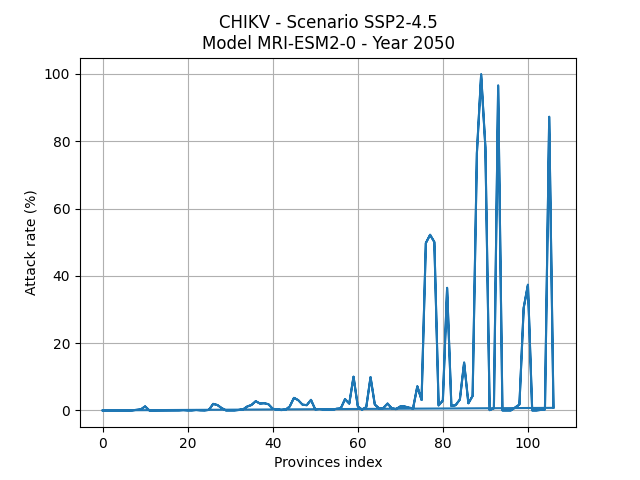 CHIKV - Scenario SSP2-4.5
Model MRI-ESM2-0 - Year 2050
100
80
60
40
20
0
Attack rate (%)
0 20 40 60 80 100
Provinces index